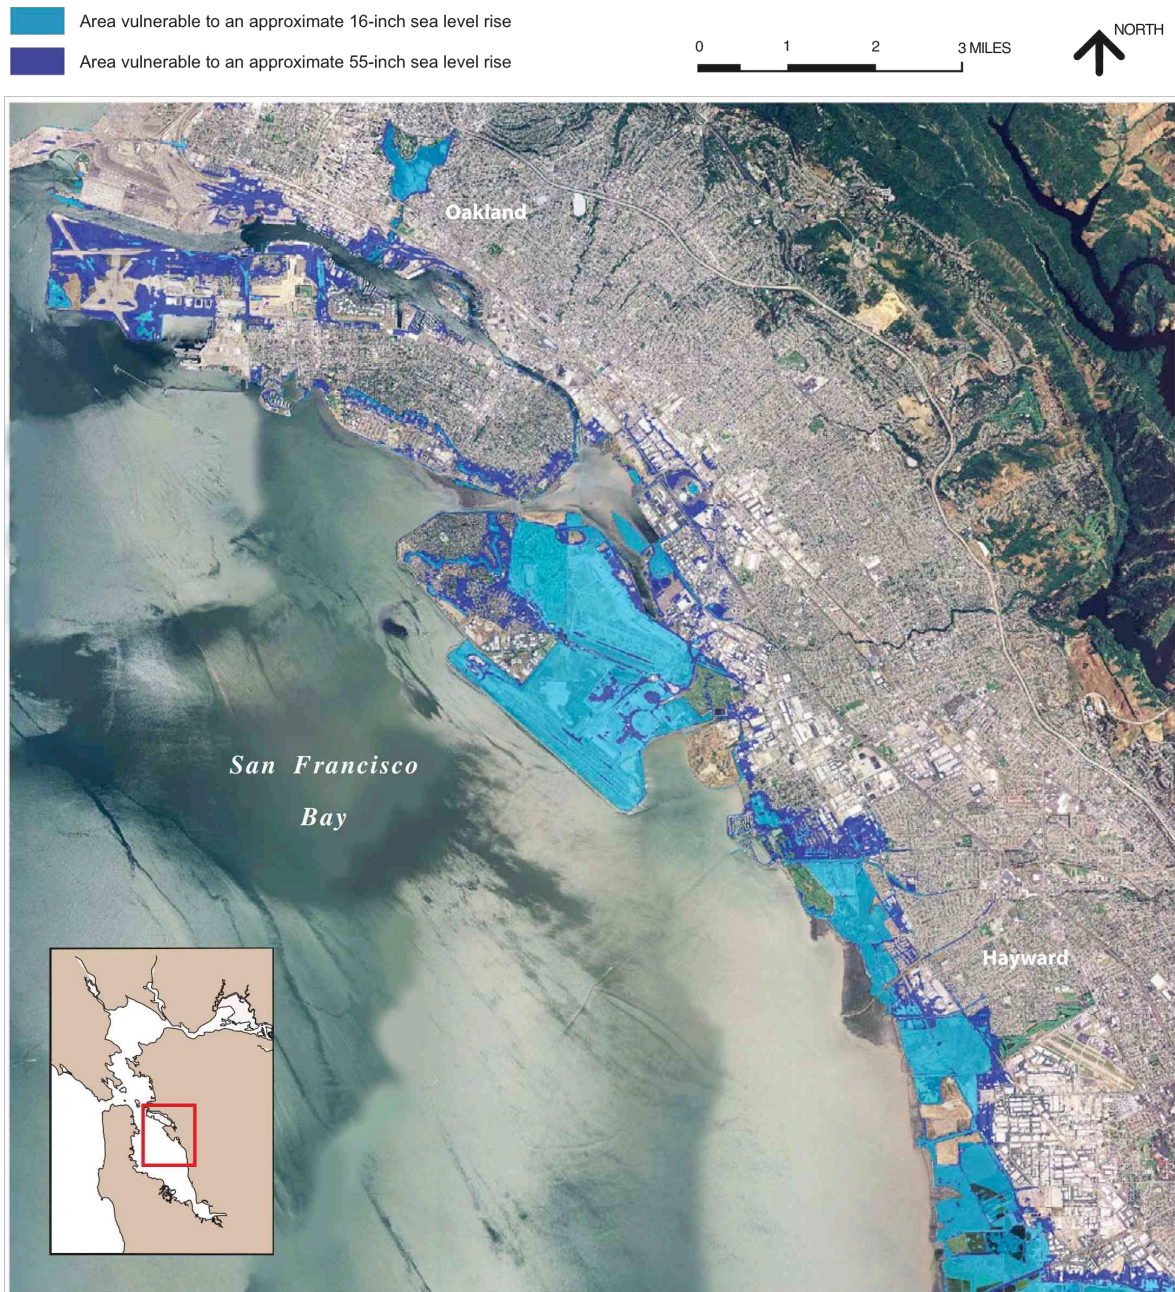 Area vulnerable to an approximate 16-inch sea level rise
Area vulnerable to an approximate 55-inch sea level rise
0 1 2 3 MILES
NORTH
Oakland
San Francisco
Bay
Hayward